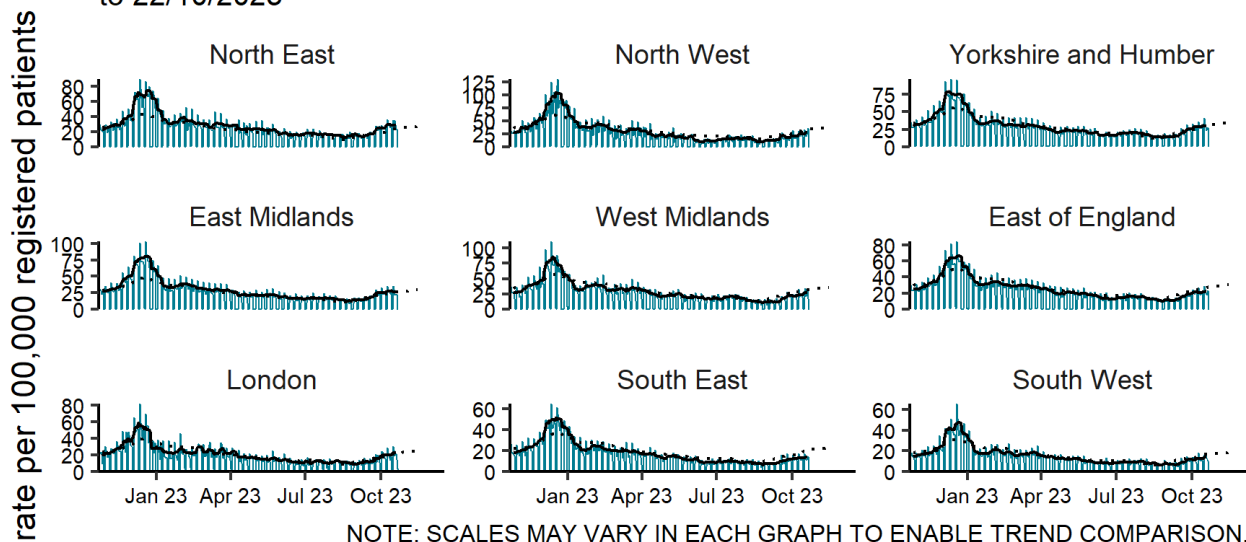 to 22/10/2023
rate per 100,000 registered patients
North East
80
60
40
20
0
North West
125
100
75
50
25
0
Yorkshire and Humber
75
50
25
0
East Midlands
100
75
50
25
0
West Midlands
100
75
50
25
0
East of England
80
60
40
20
0
London
80
60
40
20
0
South East
60
40
20
0
South West
60
40
20
0
Jan 23 Apr 23 Jul 23 Oct 23
Jan 23 Apr 23 Jul 23 Oct 23
Jan 23 Apr 23 Jul 23 Oct 23
NOTE: SCALES MAY VARY IN EACH GRAPH TO ENABLE TREND COMPARISON.